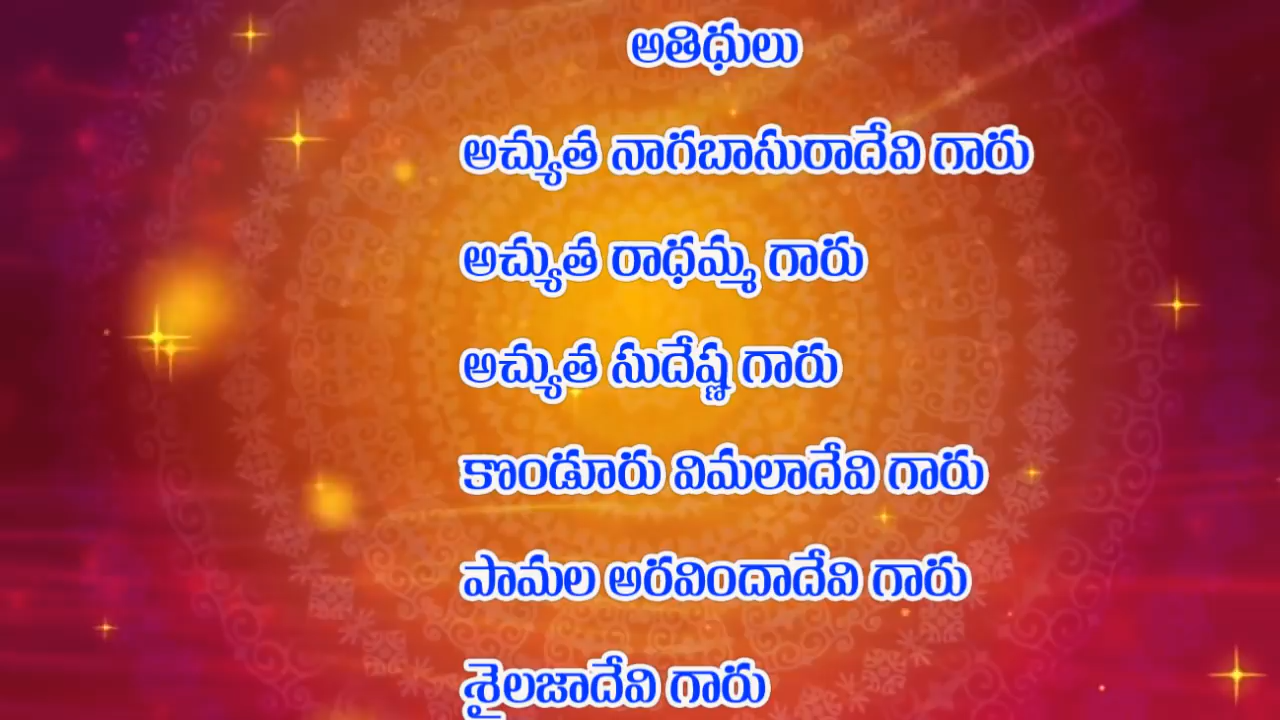 అతిధులు
అచ్యుత నాగబాసురాదేవి గారు
అచ్యుత రాధమ్మ గారు
అచ్యుత సుదేష్ణ గారు
కొండూరు విమలాదేవి గారు
పామల అరవిందాదేవి గారు
శైలజాదేవి గారు